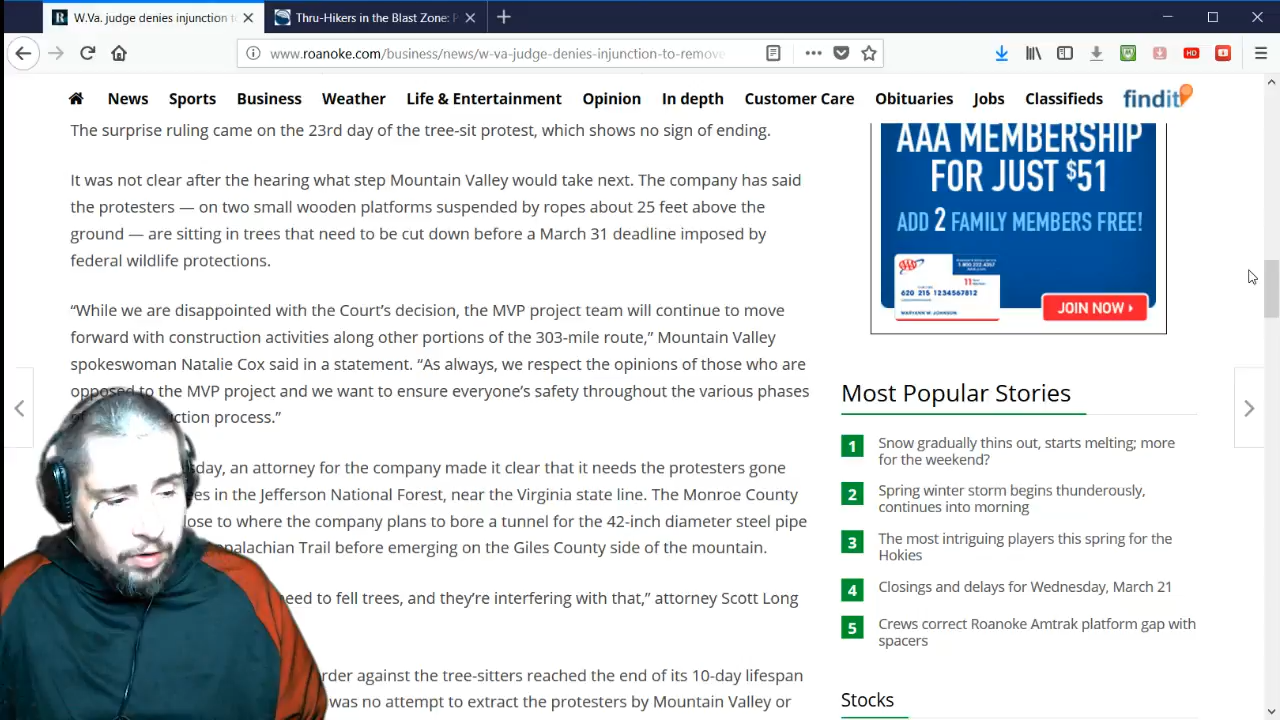 W.Va. judge denies injunction to
Thru-Hikers in the Blast Zone:
www.roanoke.com/business/news/w-va-judge-denies-injunction-to-remove
HD
News Sports Business Weather Life & Entertainment Opinion In depth Customer Care Obituaries Jobs Classifieds findit
The surprise ruling came on the 23rd day of the tree-sit protest, which shows no sign of ending.
It was not clear after the hearing what step Mountain Valley would take next. The company has said
the protesters — on two small wooden platforms suspended by ropes about 25 feet above the
ground — are sitting in trees that need to be cut down before a March 31 deadline imposed by
federal wildlife protections.
“While we are disappointed with the Court’s decision, the MVP project team will continue to move
forward with construction activities along other portions of the 303-mile route,” Mountain Valley
spokeswoman Natalie Cox said in a statement. “As always, we respect the opinions of those who are
opposed to the MVP project and we want to ensure everyone’s safety throughout the various phases
ction process.”
sday, an attorney for the company made it clear that it needs the protesters gone
es in the Jefferson National Forest, near the Virginia state line. The Monroe County
lose to where the company plans to bore a tunnel for the 42-inch diameter steel pipe
palachian Trail before emerging on the Giles County side of the mountain.
eed to fell trees, and they’re interfering with that,” attorney Scott Long
rder against the tree-sitters reached the end of its 10-day lifespan
was no attempt to extract the protesters by Mountain Valley or
AAA MEMBERSHIP
FOR JUST $51
ADD 2 FAMILY MEMBERS FREE!
620 215 1234567812
JOIN NOW
Most Popular Stories
1 Snow gradually thins out, starts melting; more
for the weekend?
2 Spring winter storm begins thunderously,
continues into morning
3 The most intriguing players this spring for the
Hokies
4 Closings and delays for Wednesday, March 21
5 Crews correct Roanoke Amtrak platform gap with
spacers
Stocks